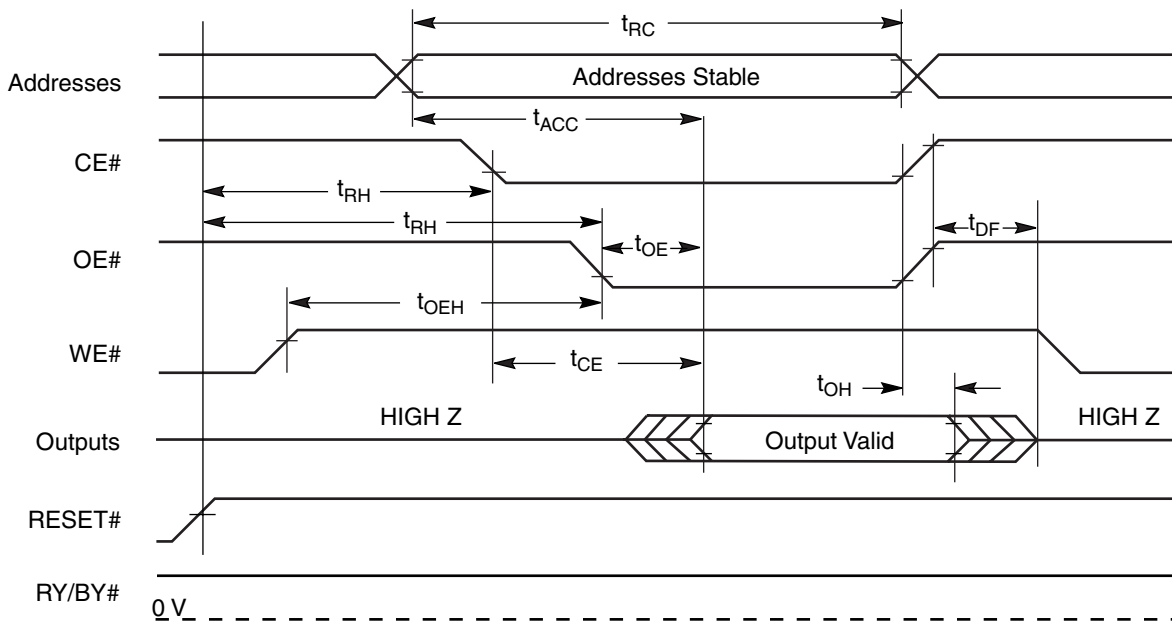 tRC
Addresses
Addresses Stable
tACC
CE#
tRH
tRH
tOE
tDF
OE#
tOEH
WE#
tCE
tOH
HIGH Z
HIGH Z
Outputs
Output Valid
RESET#
RY/BY#
0 V